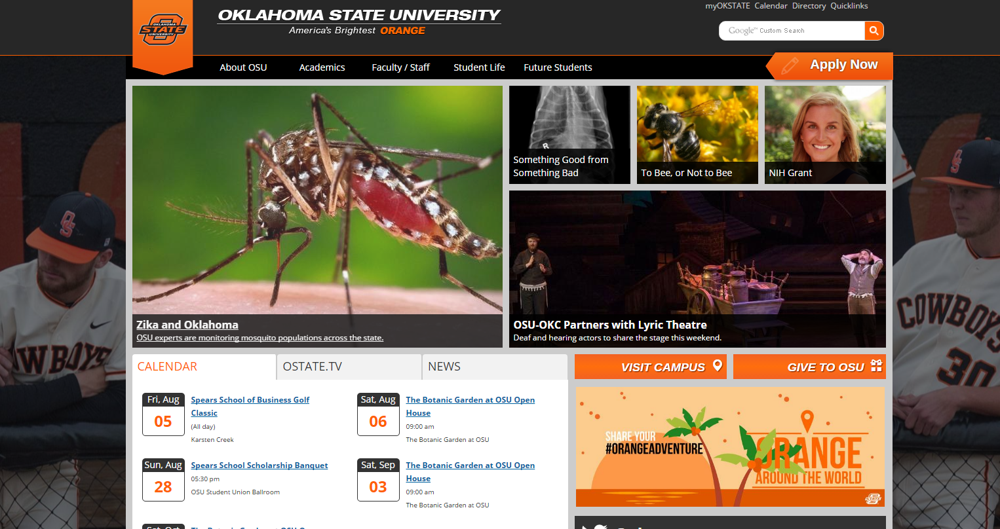 myOKSTATE Calendar Directory Quicklinks
OKLAHOMA STATE UNIVERSITY
America's Brightest ORANGE
OKLAHOMA
STATE
UNIVERSITY
Google™ Custom Search
About OSU Academics Faculty / Staff Student Life Future Students
Apply Now
R
Something Good from
Something Bad
To Bee, or Not to Bee
NIH Grant
Zika and Oklahoma
OSU experts are monitoring mosquito populations across the state.
OSU-OKC Partners with Lyric Theatre
Deaf and hearing actors to share the stage this weekend.
OS
WBOYS
COWBOYS
30
CALENDAR OSTATE.TV NEWS
VISIT CAMPUS
GIVE TO OSU
Fri, Aug
05
Spears School of Business Golf
Classic
(All day)
Karsten Creek
Sat, Aug
06
The Botanic Garden at OSU Open
House
09:00 am
The Botanic Garden at OSU
Sun, Aug
28
Spears School Scholarship Banquet
05:30 pm
OSU Student Union Ballroom
Sat, Sep
03
The Botanic Garden at OSU Open
House
09:00 am
The Botanic Garden at OSU
SHARE YOUR
#ORANGEADVENTURE
ORANGE
AROUND THE WORLD
STATE